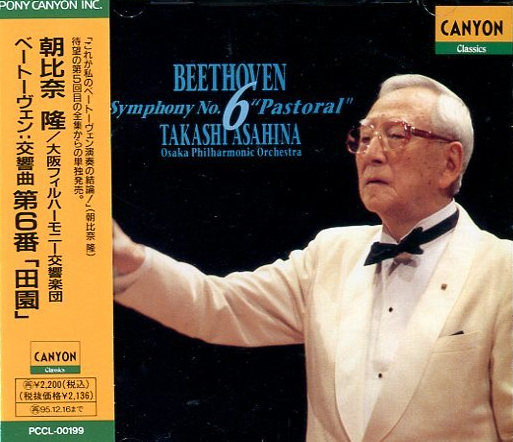 PONY CANYON INC.
「これが私のベートーヴェン演奏の結論!」(朝比奈 隆)
待望の第5回目の全集からの単独発売。
朝比奈 隆/大阪フィルハーモニー交響楽団
ベートーヴェン:交響曲 第6番「田園」
CANYON
Classics
再¥2,200(税込)
(税抜価格¥2,136)
再95.12.16まで
PCCL-00199
CANYON
Classics
BEETHOVEN
Symphony No.6 "Pastoral"
TAKASHI ASAHINA
Osaka Philharmonic Orchestra